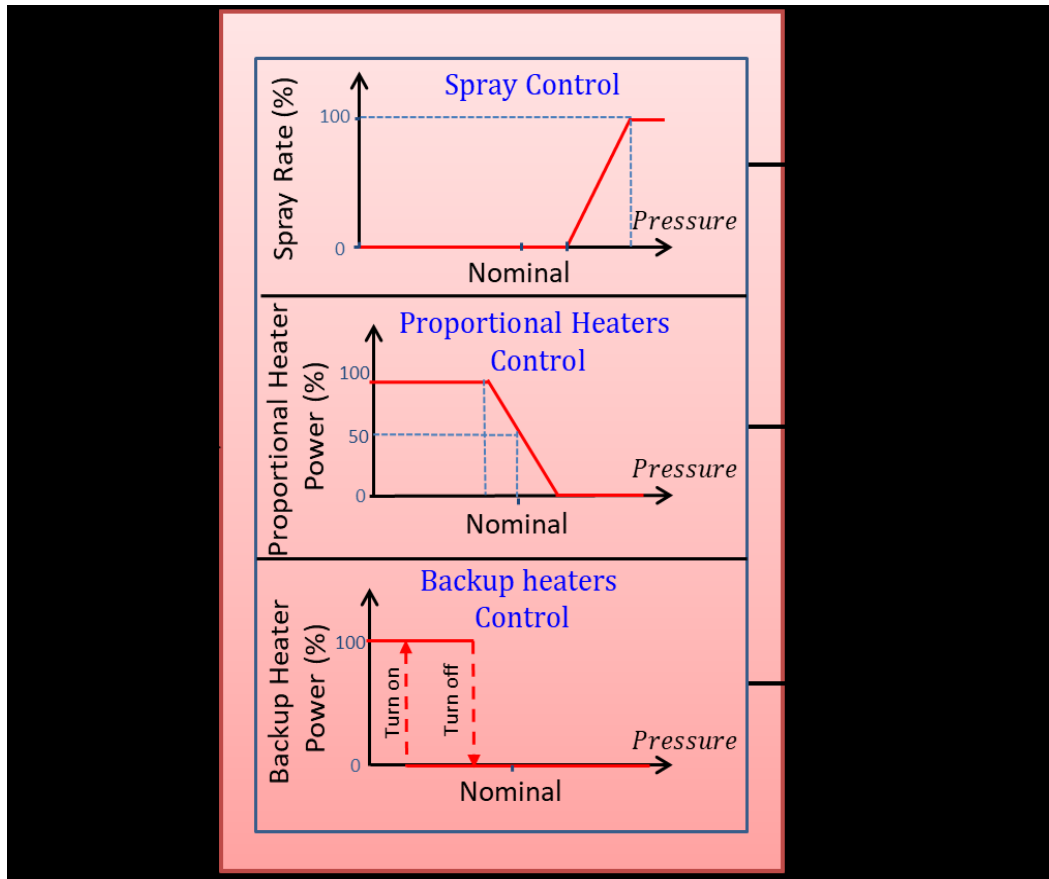 Spray Control
Spray Rate (%)
100
0
Pressure
Nominal
Proportional Heaters
Control
Proportional Heater
Power (%)
100
50
0
Pressure
Nominal
Backup heaters
Control
Backup Heater
Power (%)
100
0
Turn on
Turn off
Pressure
Nominal